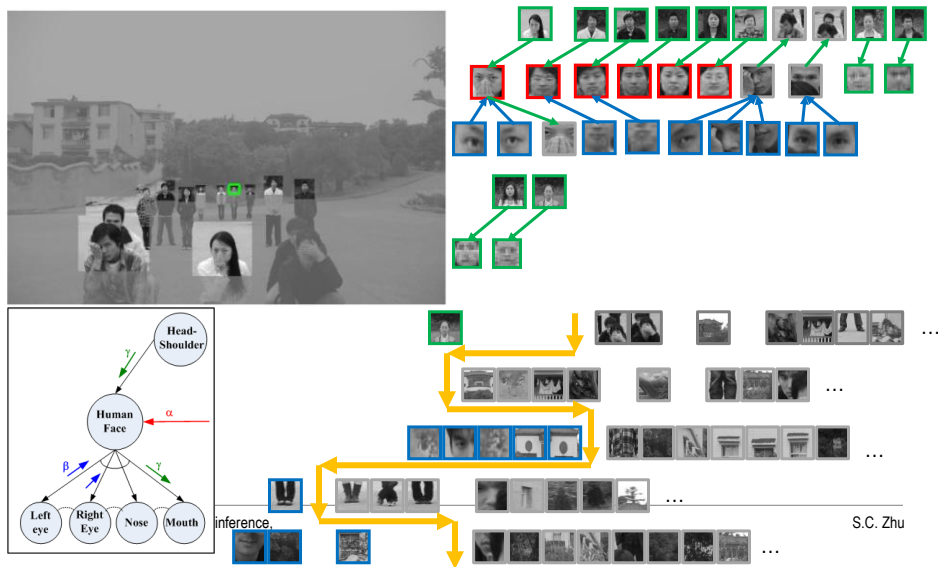 Head-
Shoulder
γ
Human
Face
α
β
γ
Left
eye
Right
Eye
Nose
Mouth
...
...
...
...
...
inference,
S.C. Zhu